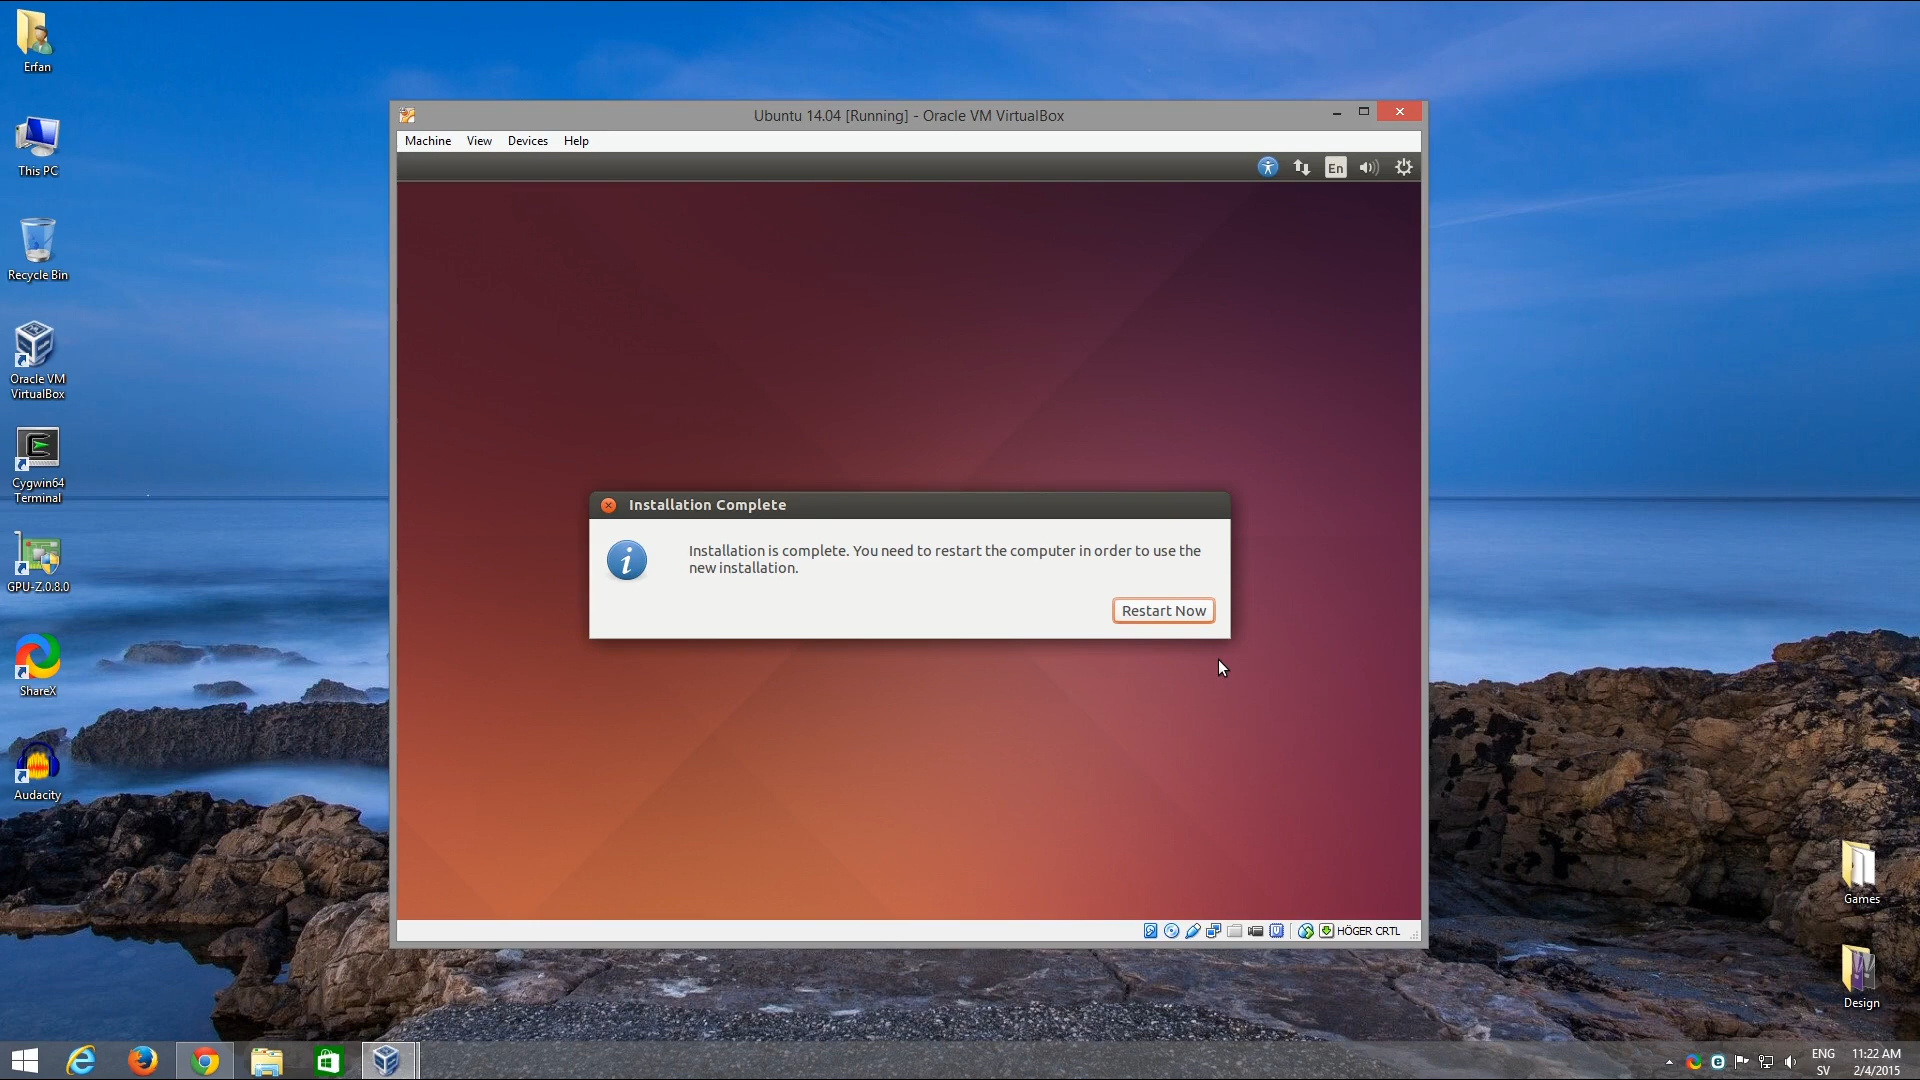 Erfan
This PC
Recycle Bin
Oracle VM
VirtualBox
Cygwin64
Terminal
GPU-Z.0.8.0
ShareX
Audacity
Ubuntu 14.04 [Running] - Oracle VM VirtualBox
Machine View Devices Help
En
Installation Complete
Installation is complete. You need to restart the computer in order to use the
new installation.
Restart Now
HÖGER CRTL
Games
Design
ENG
SV
11:22 AM
2/4/2015